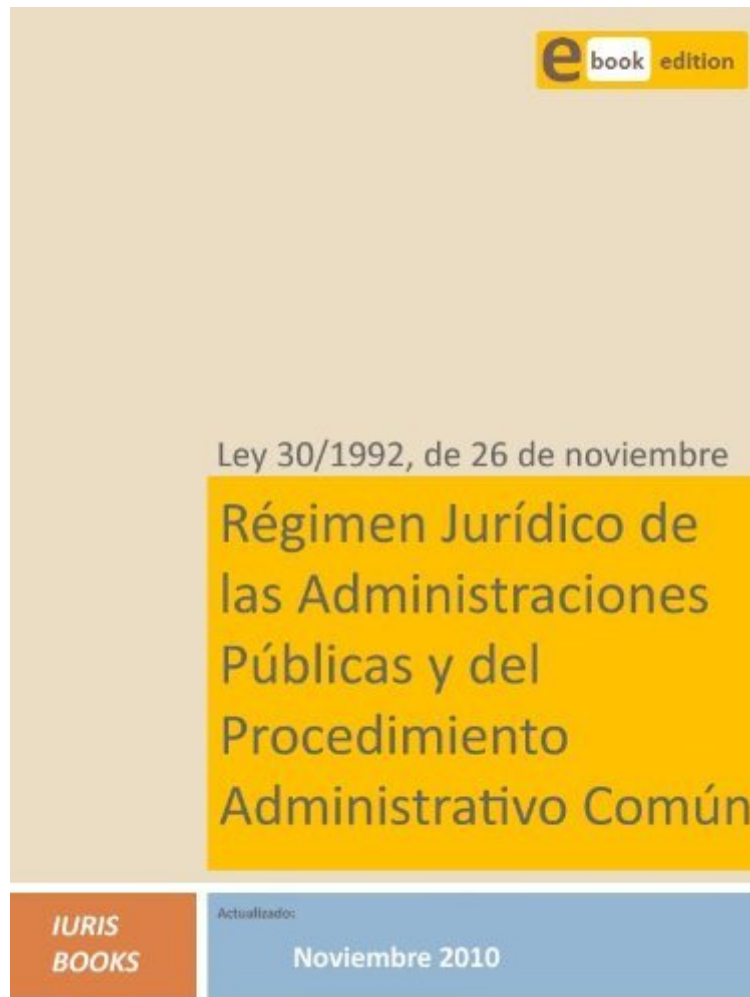 e book edition
Ley 30/1992, de 26 de noviembre
Régimen Jurídico de
las Administraciones
Públicas y del
Procedimiento
Administrativo Común
IURIS
BOOKS
Actualizado:
Noviembre 2010